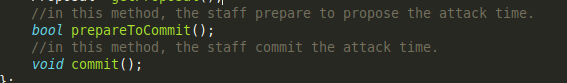 //in this method, the staff prepare to propose the attack time.
bool prepareToCommit();
//in this method, the staff commit the attack time.
void commit();
};